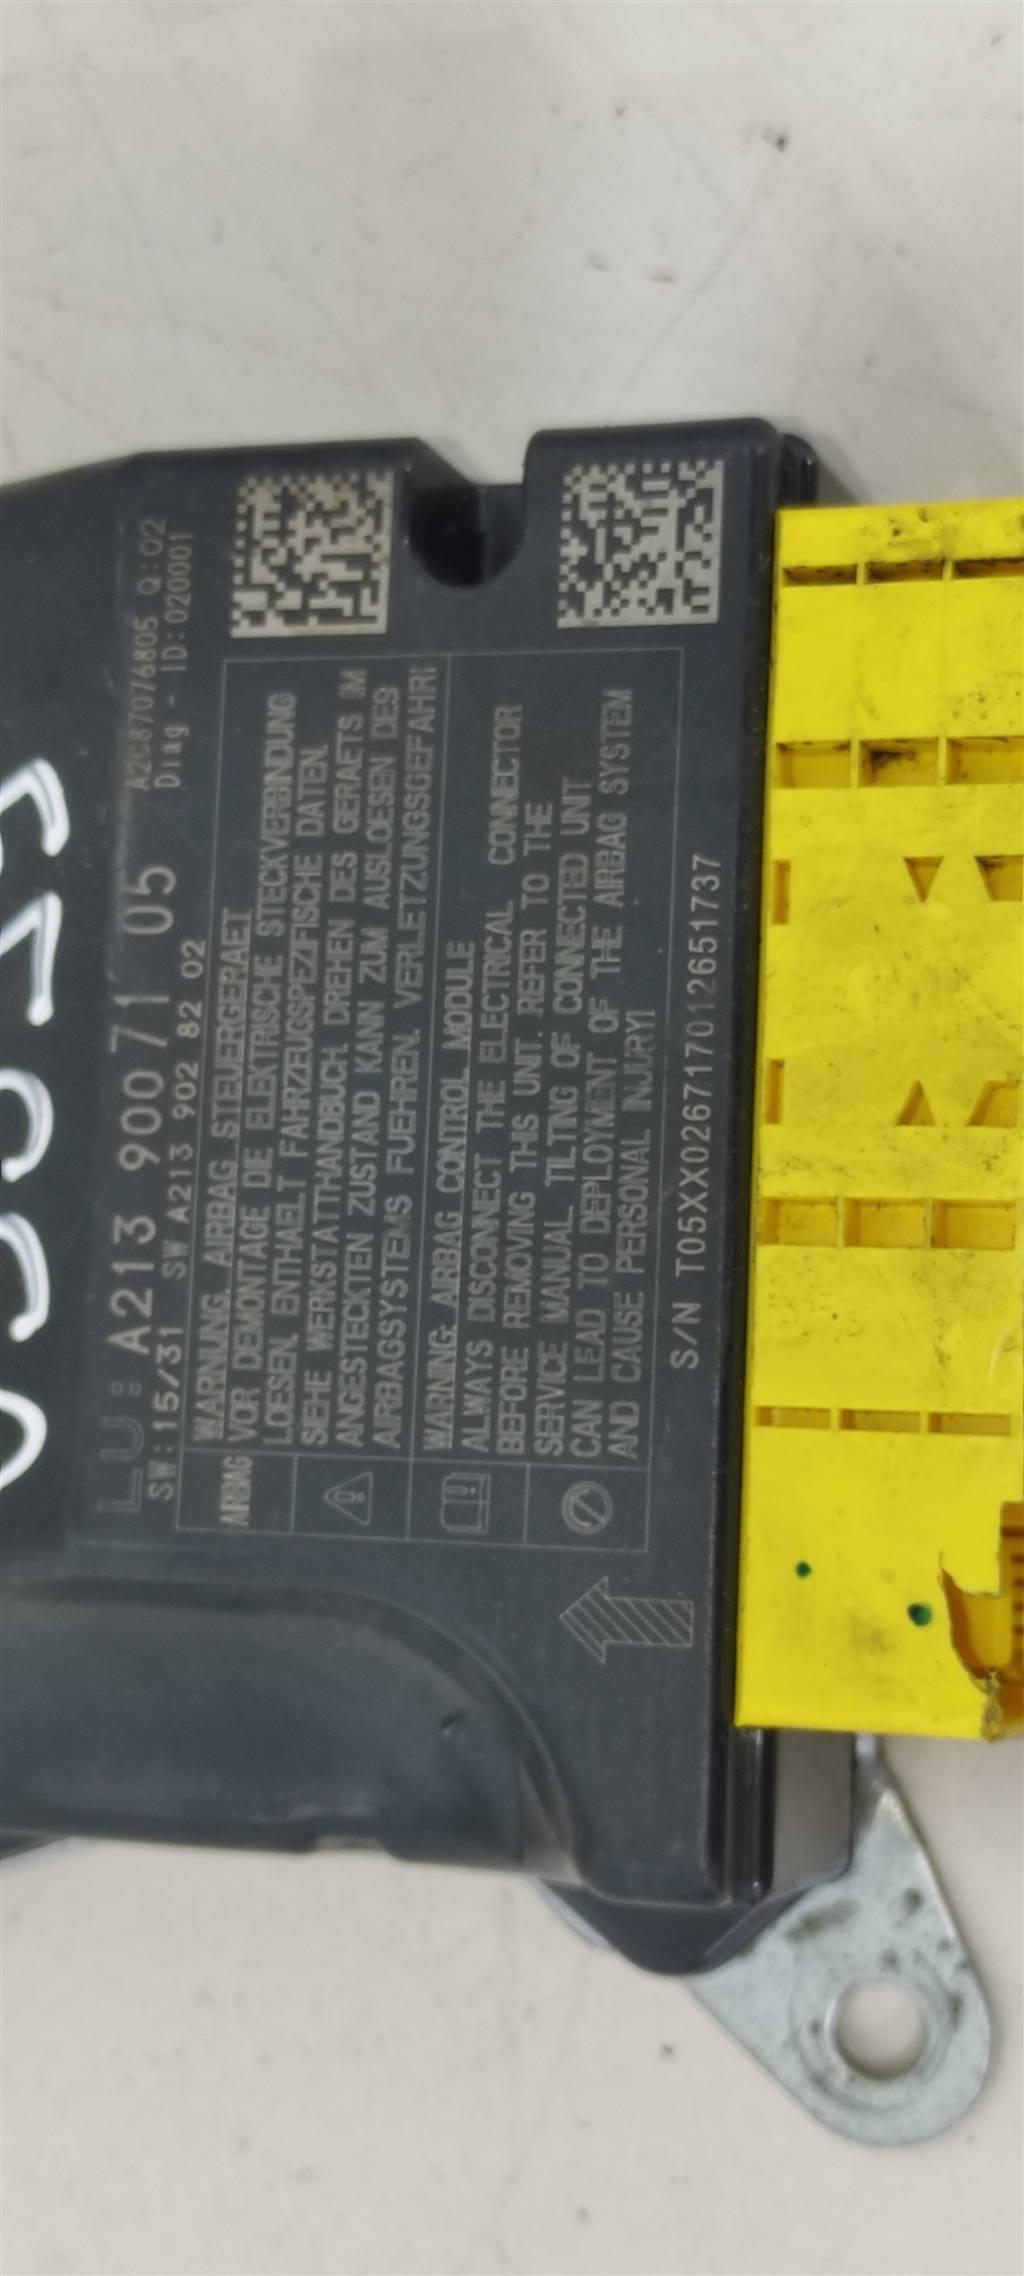 A2C87076805 Q:02
LU: A213 900 71 05
Diag - ID:020001
SW:15/31 SW A213 902 82 02
AIRBAG
WARNUNG: AIRBAG STEUERGERAET
VOR DEMONTAGE DIE ELEKTRISCHE STECKVERBINDUNG
LOESEN. ENTHAELT FAHRZEUGSPEZIFISCHE DATEN.
SIEHE WERKSTATTHANDBUCH. DREHEN DES GERAETS IM
ANGESTECKTEN ZUSTAND KANN ZUM AUSLOESEN DES
AIRBAGSYSTEMS FUEHREN. VERLETZUNGSGEFAHR!
WARNING: AIRBAG CONTROL MODULE
ALWAYS DISCONNECT THE ELECTRICAL CONNECTOR
BEFORE REMOVING THIS UNIT. REFER TO THE
SERVICE MANUAL. TILTING OF CONNECTED UNIT
CAN LEAD TO DEPLOYMENT OF THE AIRBAG SYSTEM
AND CAUSE PERSONAL INJURY!
S/N T05XX026717012651737